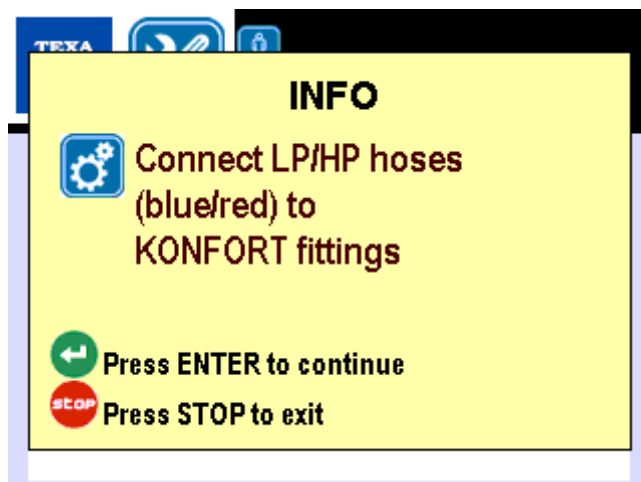 TEXA
INFO
Connect LP/HP hoses
(blue/red) to
KONFORT fittings
Press ENTER to continue
stop Press STOP to exit